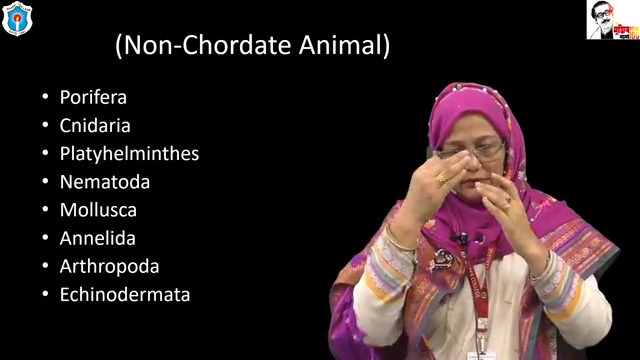 (Non-Chordate Animal)
• Porifera
• Cnidaria
• Platyhelminthes
• Nematoda
• Mollusca
• Annelida
• Arthropoda
• Echinodermata